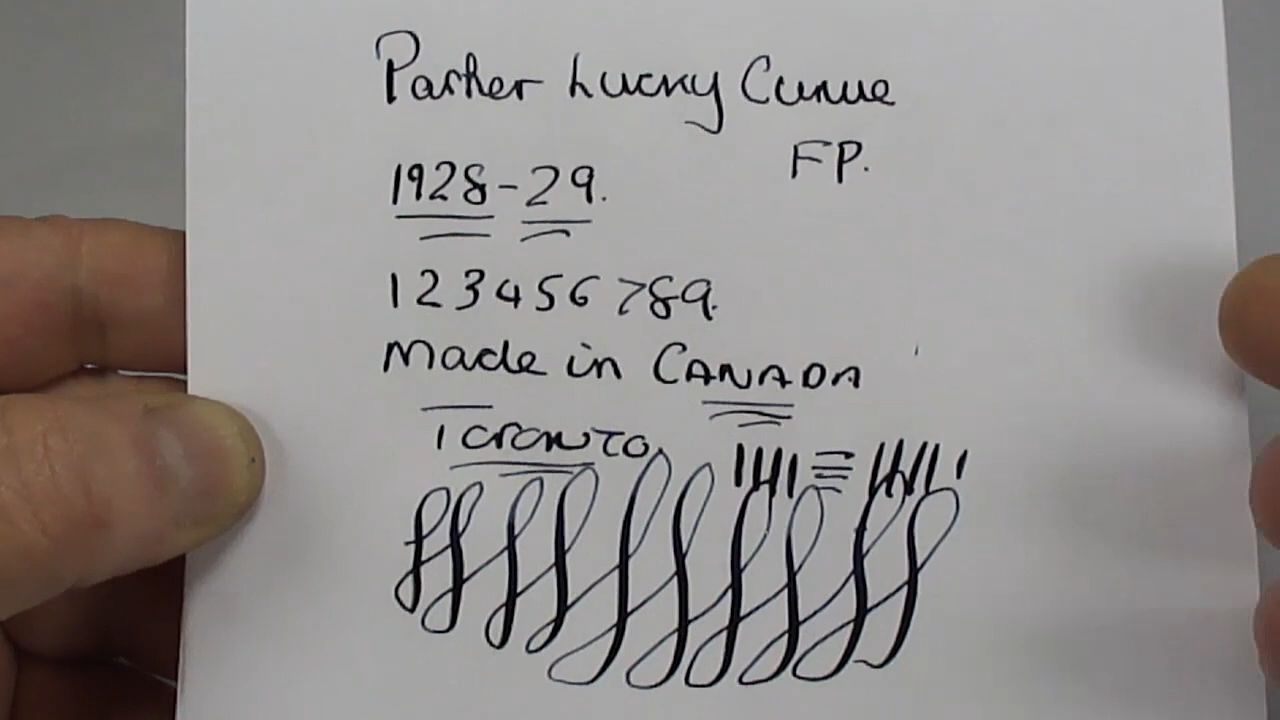 Parker Lucky Curve
FP.
1928-29.
123456789.
Made in CANADA
Toronto.